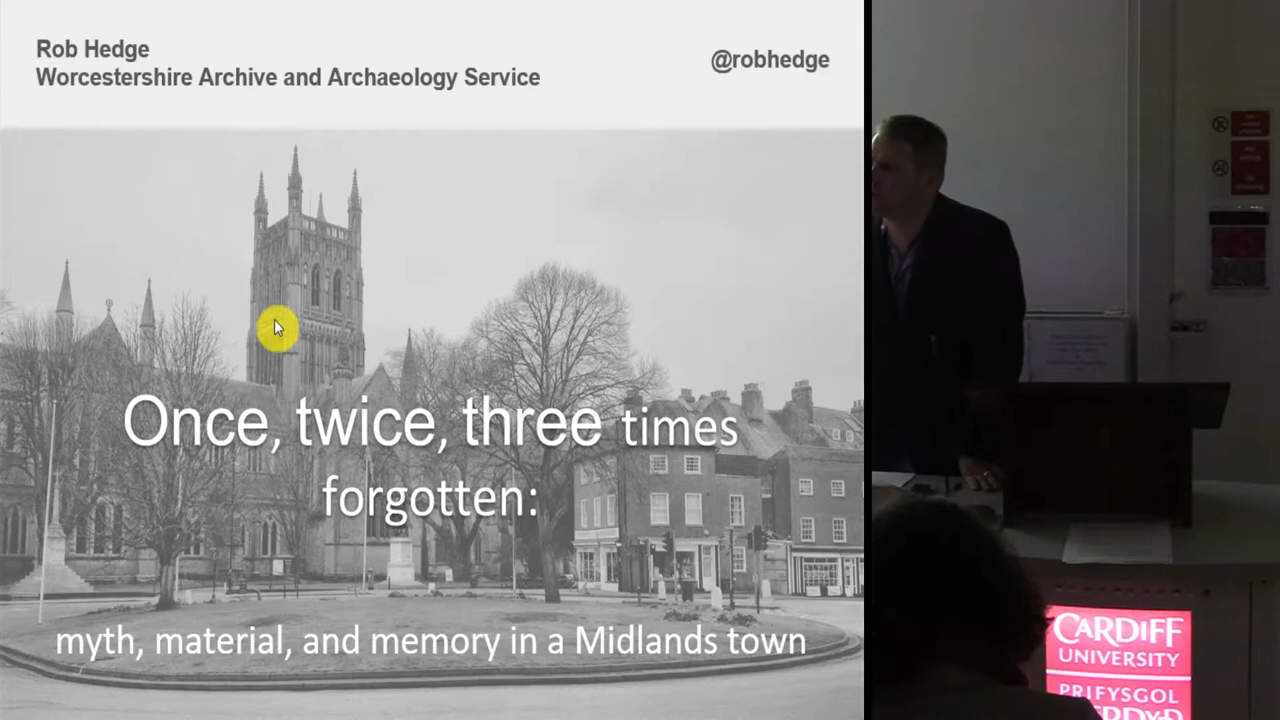 Rob Hedge
Worcestershire Archive and Archaeology Service
@robhedge
Once, twice, three times
forgotten:
myth, material, and memory in a Midlands town
CARDIFF
UNIVERSITY
PRIFYSGOL